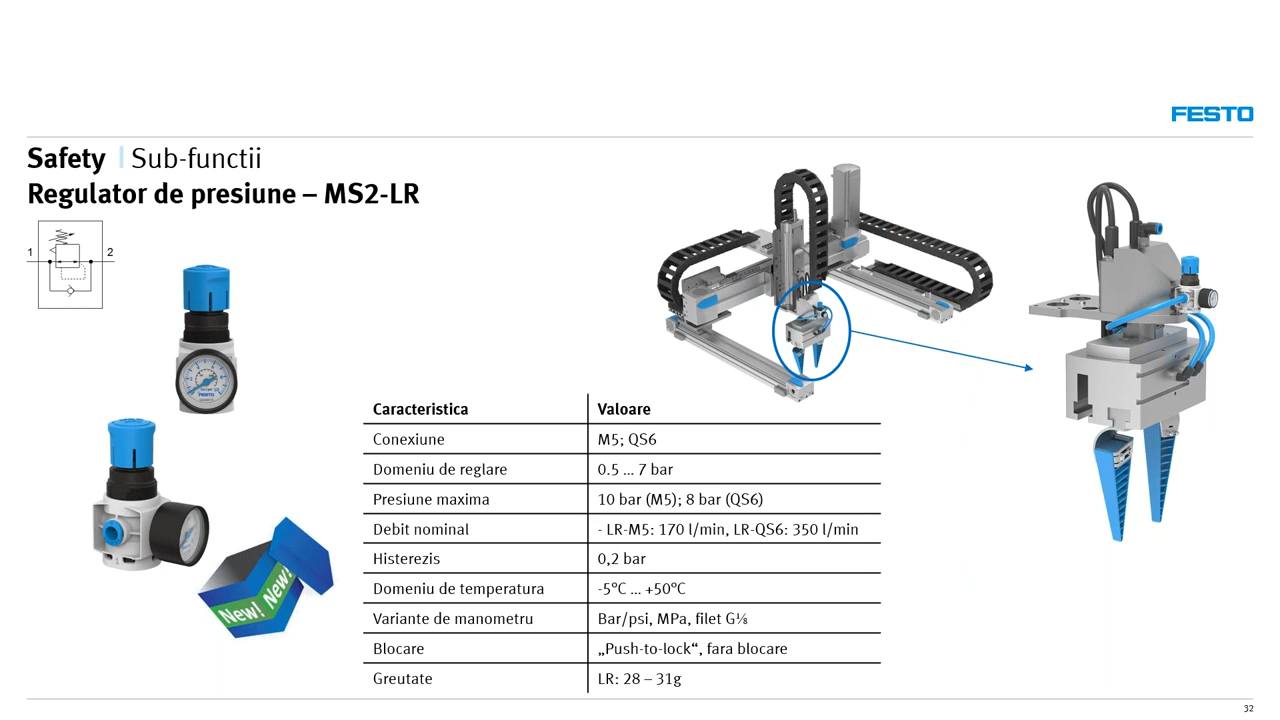 FESTO
Safety | Sub-functii
Regulator de presiune – MS2-LR
1 2
FESTO
Caracteristica Valoare
Conexiune M5; QS6
Domeniu de reglare 0.5 ... 7 bar
Presiune maxima 10 bar (M5); 8 bar (QS6)
Debit nominal - LR-M5: 170 l/min, LR-QS6: 350 l/min
Histerezis 0,2 bar
Domeniu de temperatura -5°C ... +50°C
Variante de manometru Bar/psi, MPa, filet G⅛
Blocare „Push-to-lock“, fara blocare
Greutate LR: 28 – 31g
New! New!
32